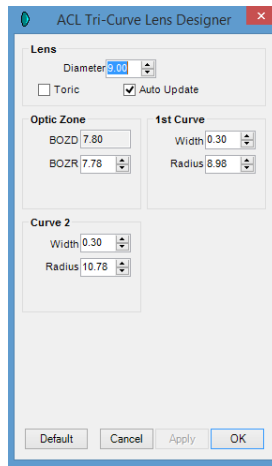 ACL Tri-Curve Lens Designer
Lens
Diameter 9.00
Toric Auto Update
Optic Zone 1st Curve
BOZD 7.80 Width 0.30
BOZR 7.78 Radius 8.98
Curve 2
Width 0.30
Radius 10.78
Default Cancel Apply OK